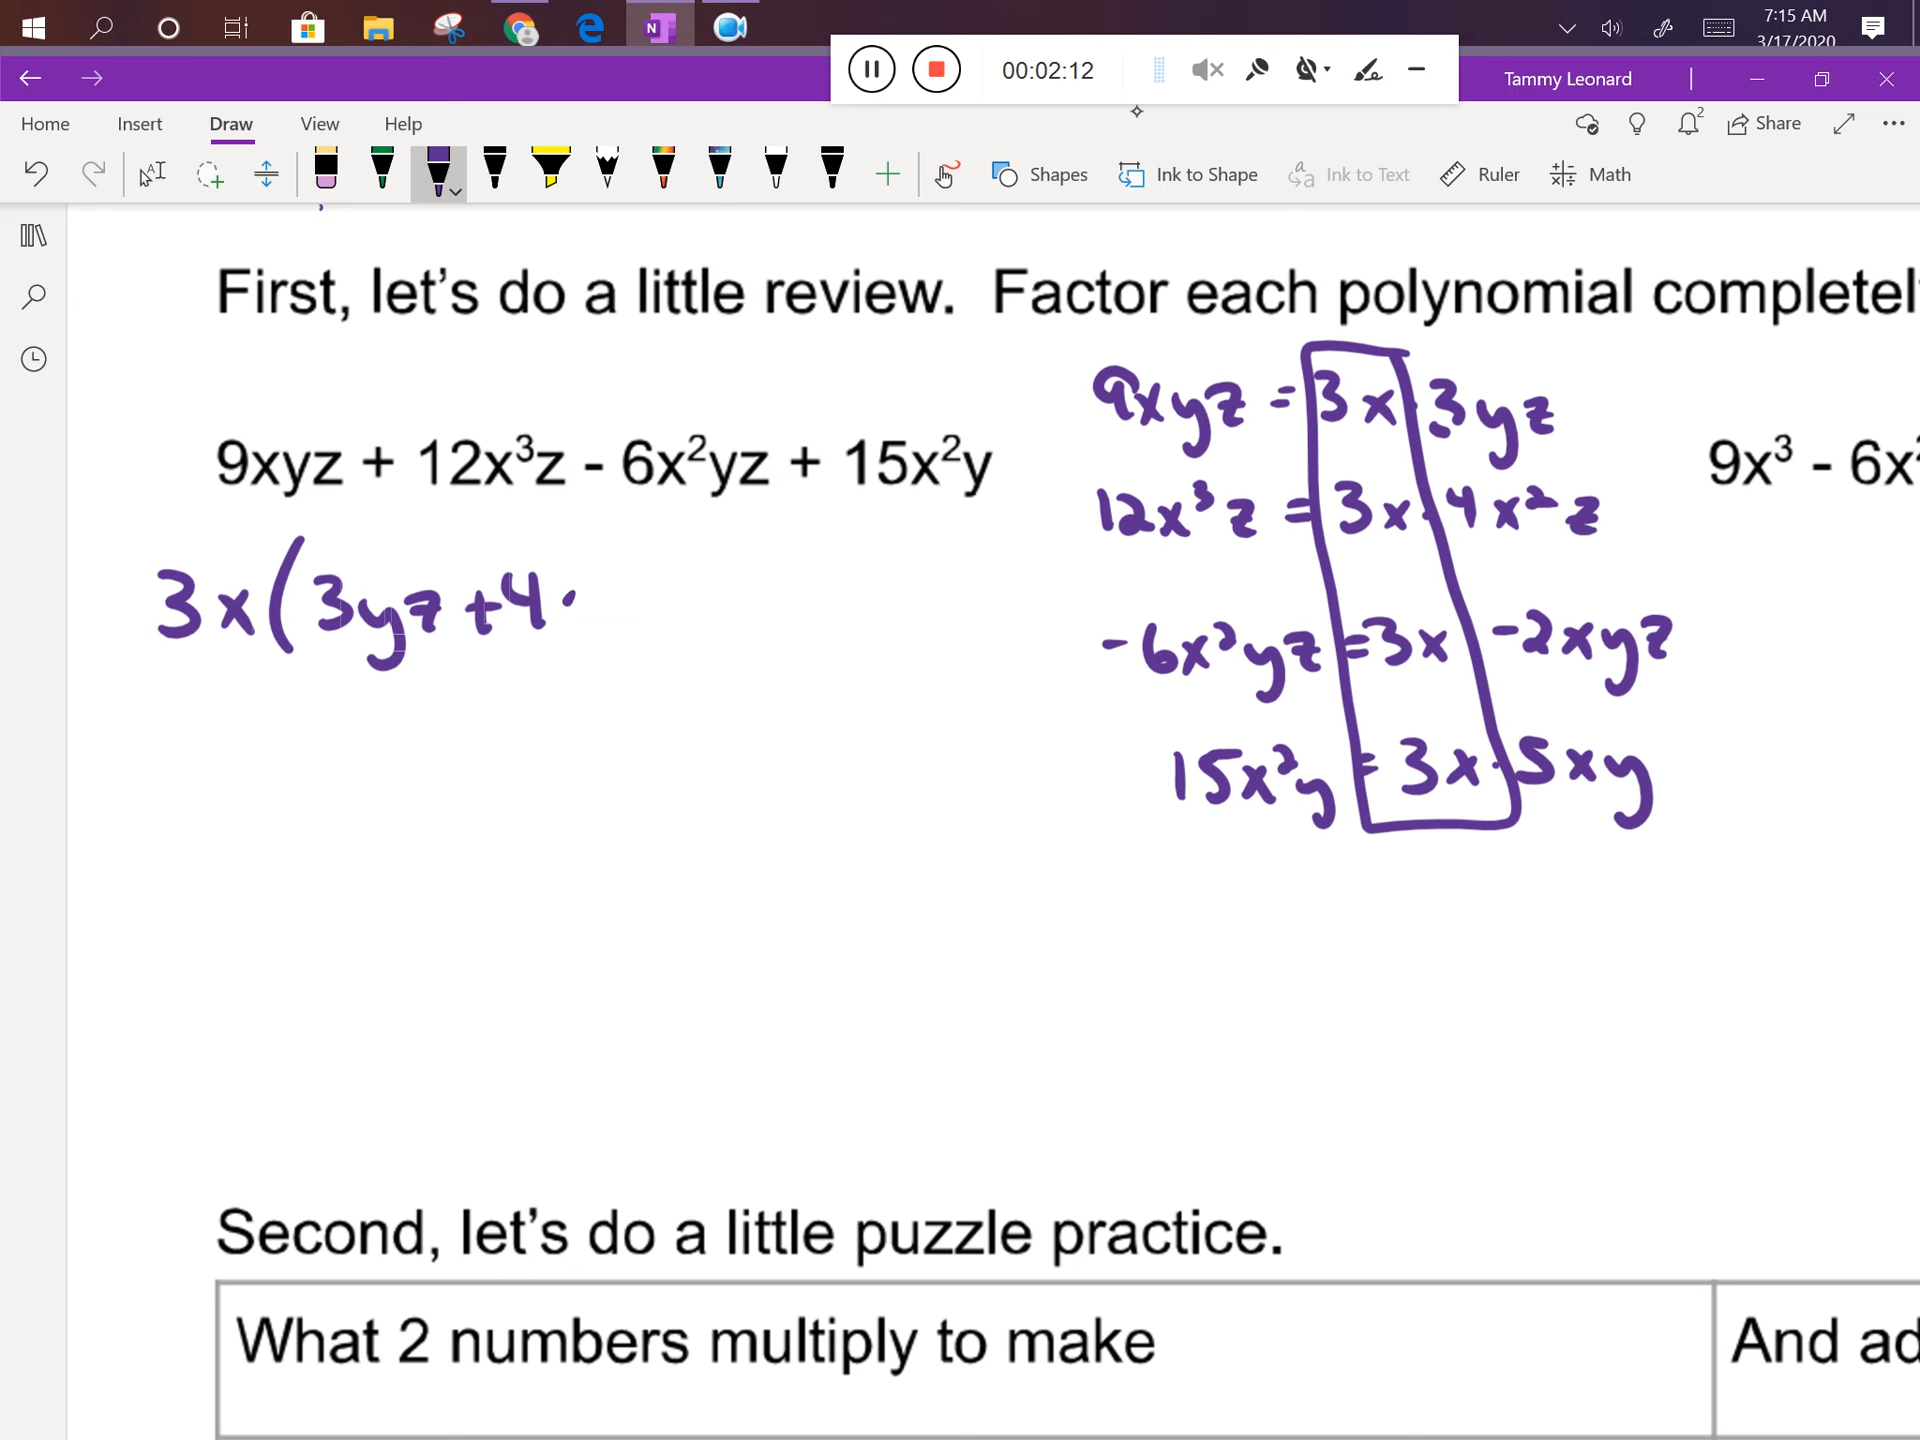 7:15 AM
3/17/2020
00:02:12
Tammy Leonard
Home Insert Draw View Help
2
Share
Shapes Ink to Shape Ink to Text Ruler Math
First, let's do a little review. Factor each polynomial completel
9xyz + 12x³z - 6x²yz + 15x²y
9x³ - 6x²
9xyz = 3x · 3yz
12x³z = 3x · 4x²z
-6x²yz = 3x -2xyz
15x²y = 3x · 5xy
3x(3yz + 4
Second, let's do a little puzzle practice.
What 2 numbers multiply to make
And ad